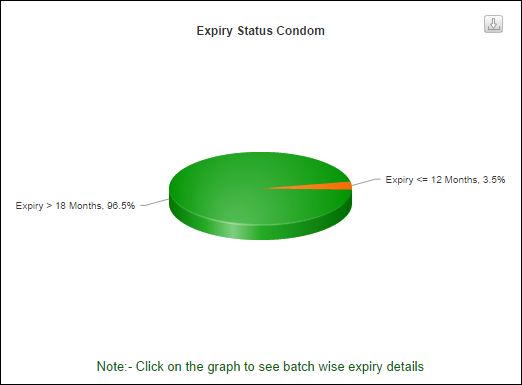 Expiry Status Condom
Expiry <= 12 Months, 3.5%
Expiry > 18 Months, 96.5%
Note:- Click on the graph to see batch wise expiry details